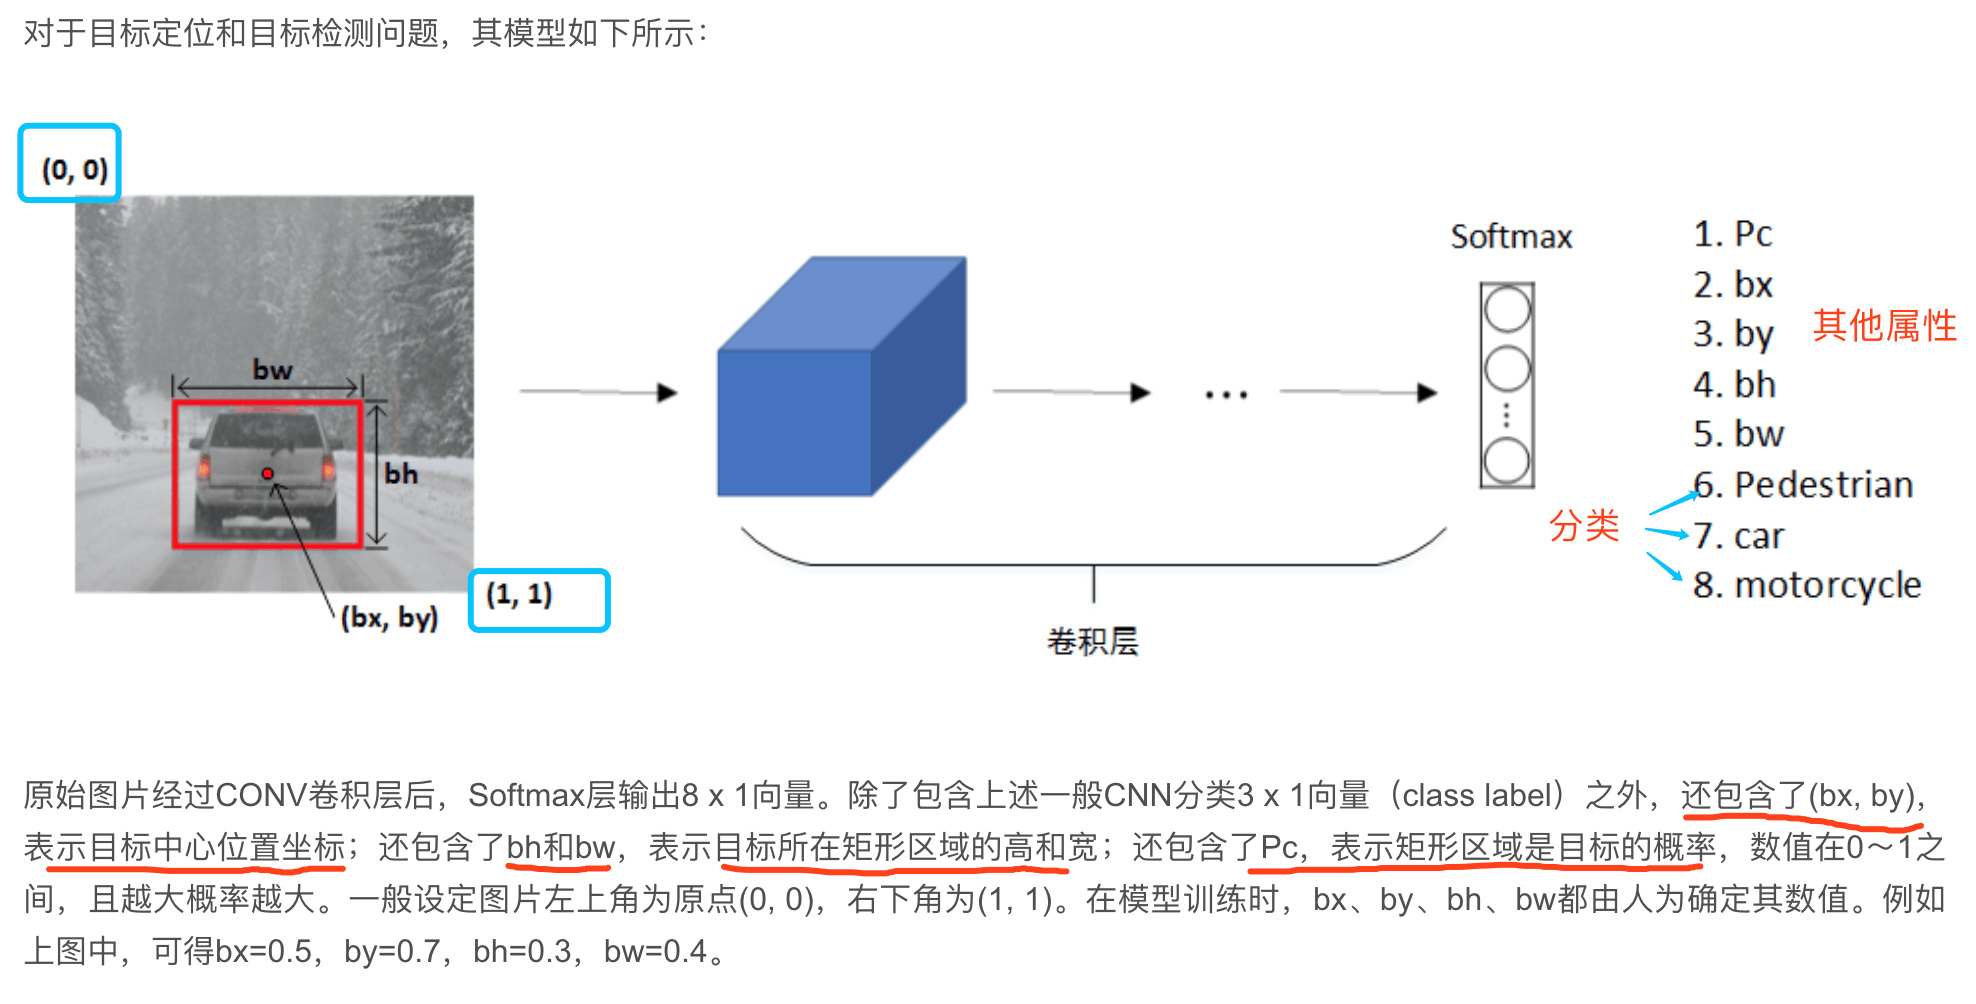 对于目标定位和目标检测问题，其模型如下所示：
(0, 0)
bw
bh
(bx, by)
(1, 1)
...
卷积层
Softmax
1. Pc
2. bx
3. by
4. bh
5. bw
6. Pedestrian
7. car
8. motorcycle
其他属性
分类
原始图片经过CONV卷积层后，Softmax层输出8 x 1向量。除了包含上述一般CNN分类3 x 1向量（class label）之外，还包含了(bx, by)，
表示目标中心位置坐标；还包含了bh和bw，表示目标所在矩形区域的高和宽；还包含了Pc，表示矩形区域是目标的概率，数值在0～1之
间，且越大概率越大。一般设定图片左上角为原点(0, 0)，右下角为(1, 1)。在模型训练时，bx、by、bh、bw都由人为确定其数值。例如
上图中，可得bx=0.5，by=0.7，bh=0.3，bw=0.4。